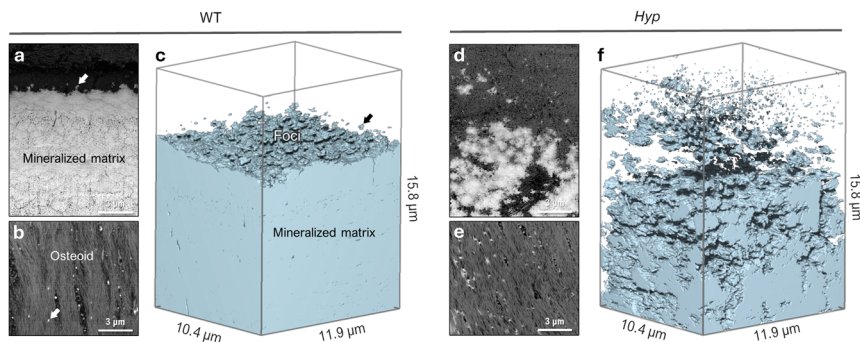 WT
Hyp
a
Mineralized matrix
3 µm
b
Osteoid
3 µm
c
Foci
Mineralized matrix
15.8 µm
10.4 µm
11.9 µm
d
3 µm
e
3 µm
f
15.8 µm
10.4 µm
11.9 µm